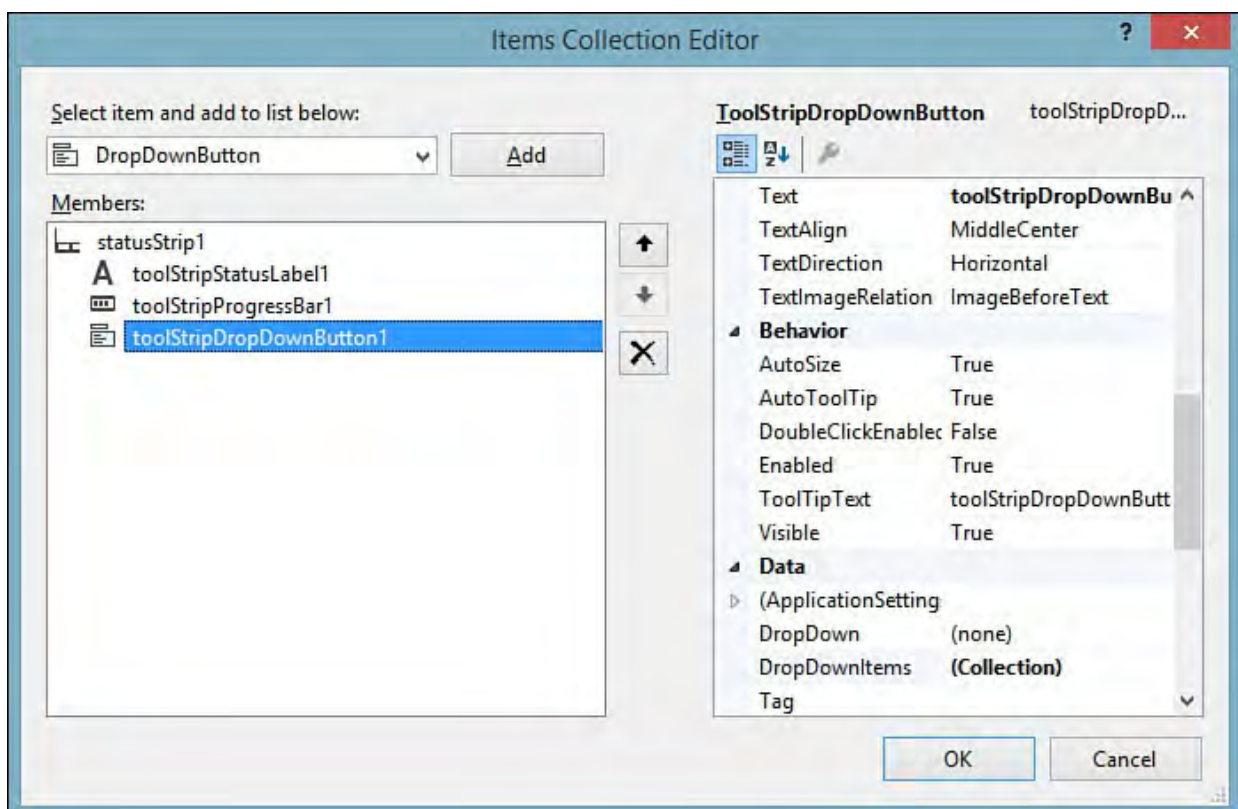 Items Collection Editor
?
Select item and add to list below:
DropDownButton
Add
Members:
statusStrip1
toolStripStatusLabel1
toolStripProgressBar1
toolStripDropDownButton1
ToolStripDropDownButton toolStripDropD...
Text toolStripDropDownBu
TextAlign MiddleCenter
TextDirection Horizontal
TextImageRelation ImageBeforeText
Behavior
AutoSize True
AutoToolTip True
DoubleClickEnablec False
Enabled True
ToolTipText toolStripDropDownButt
Visible True
Data
(ApplicationSetting
DropDown (none)
DropDownItems (Collection)
Tag
OK
Cancel